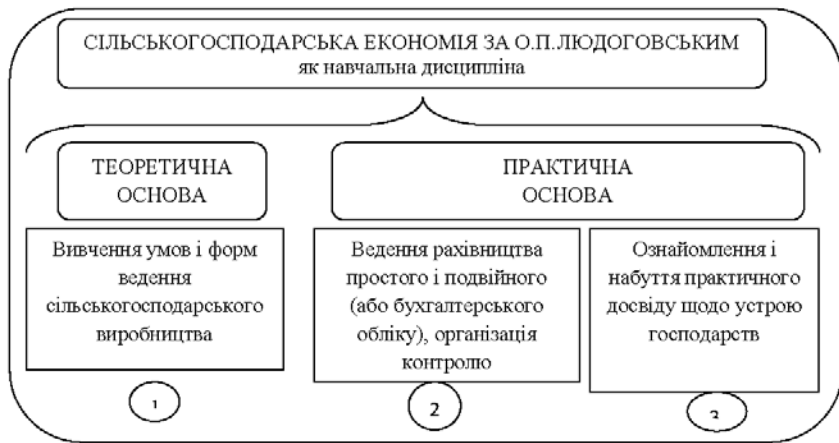 СІЛЬСЬКОГОСПОДАРСЬКА ЕКОНОМІЯ ЗА О.П.ЛЮДОГОВСЬКИМ
як навчальна дисципліна
ТЕОРЕТИЧНА
ОСНОВА
ПРАКТИЧНА
ОСНОВА
Вивчення умов і форм
ведення
сільськогосподарського
виробництва
Ведення рахівництва
простого і подвійного
(або бухгалтерського
обліку), організація
контролю
Ознайомлення і
набуття практичного
досвіду щодо устрою
господарств
1
2
3